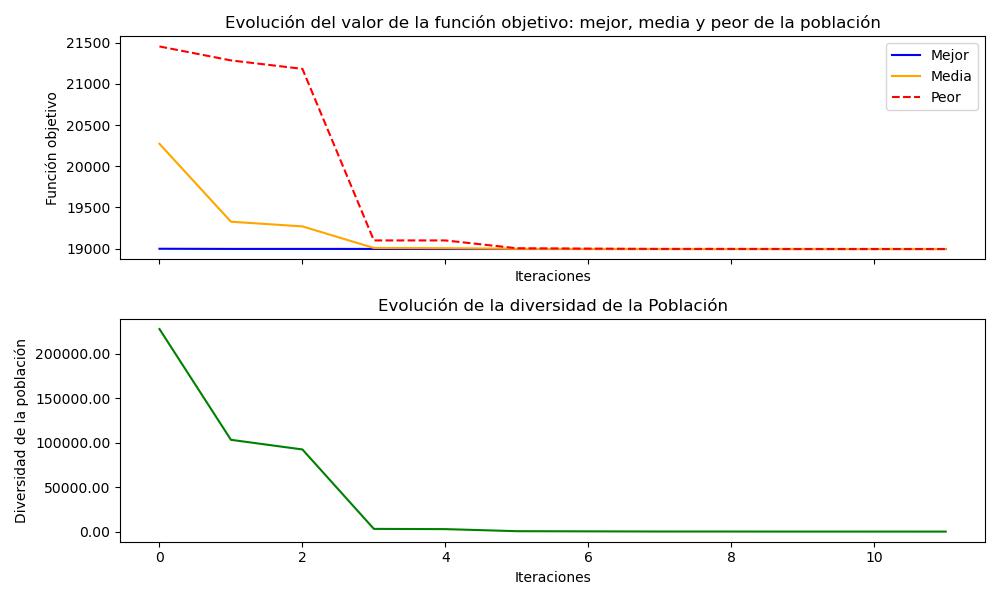 Evolución del valor de la función objetivo: mejor, media y peor de la población
21500
21000
20500
20000
19500
19000
Función objetivo
Mejor
Media
Peor
Iteraciones
Evolución de la diversidad de la Población
200000.00
150000.00
100000.00
50000.00
0.00
Diversidad de la población
0 2 4 6 8 10
Iteraciones